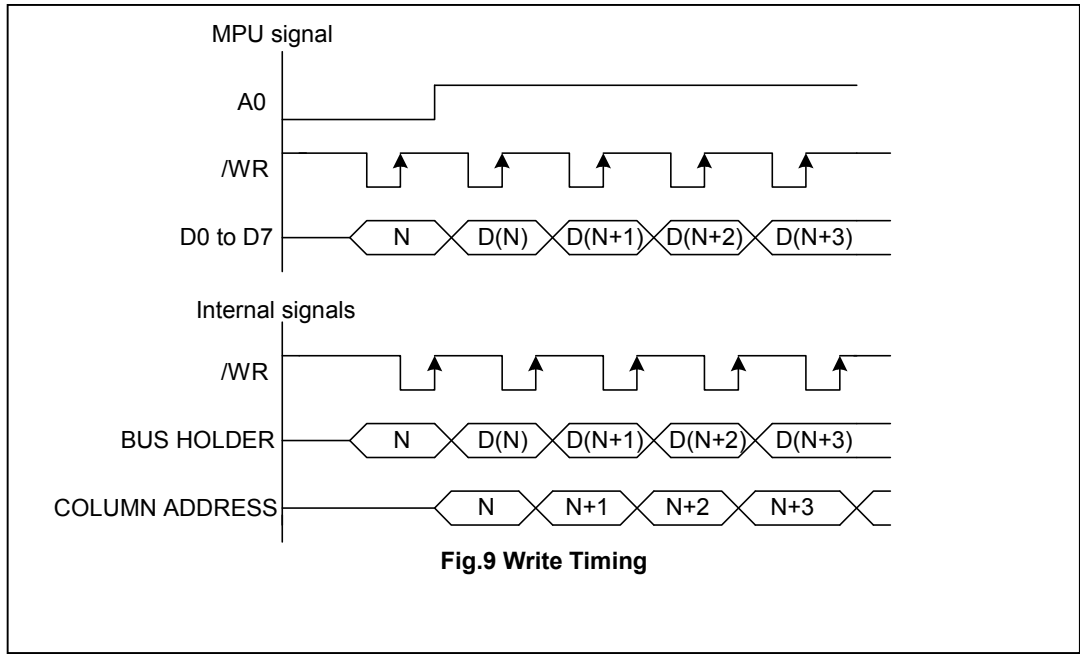 MPU signal
A0
/WR
D0 to D7 N D(N) D(N+1) D(N+2) D(N+3)
Internal signals
/WR
BUS HOLDER N D(N) D(N+1) D(N+2) D(N+3)
COLUMN ADDRESS N N+1 N+2 N+3
Fig.9 Write Timing